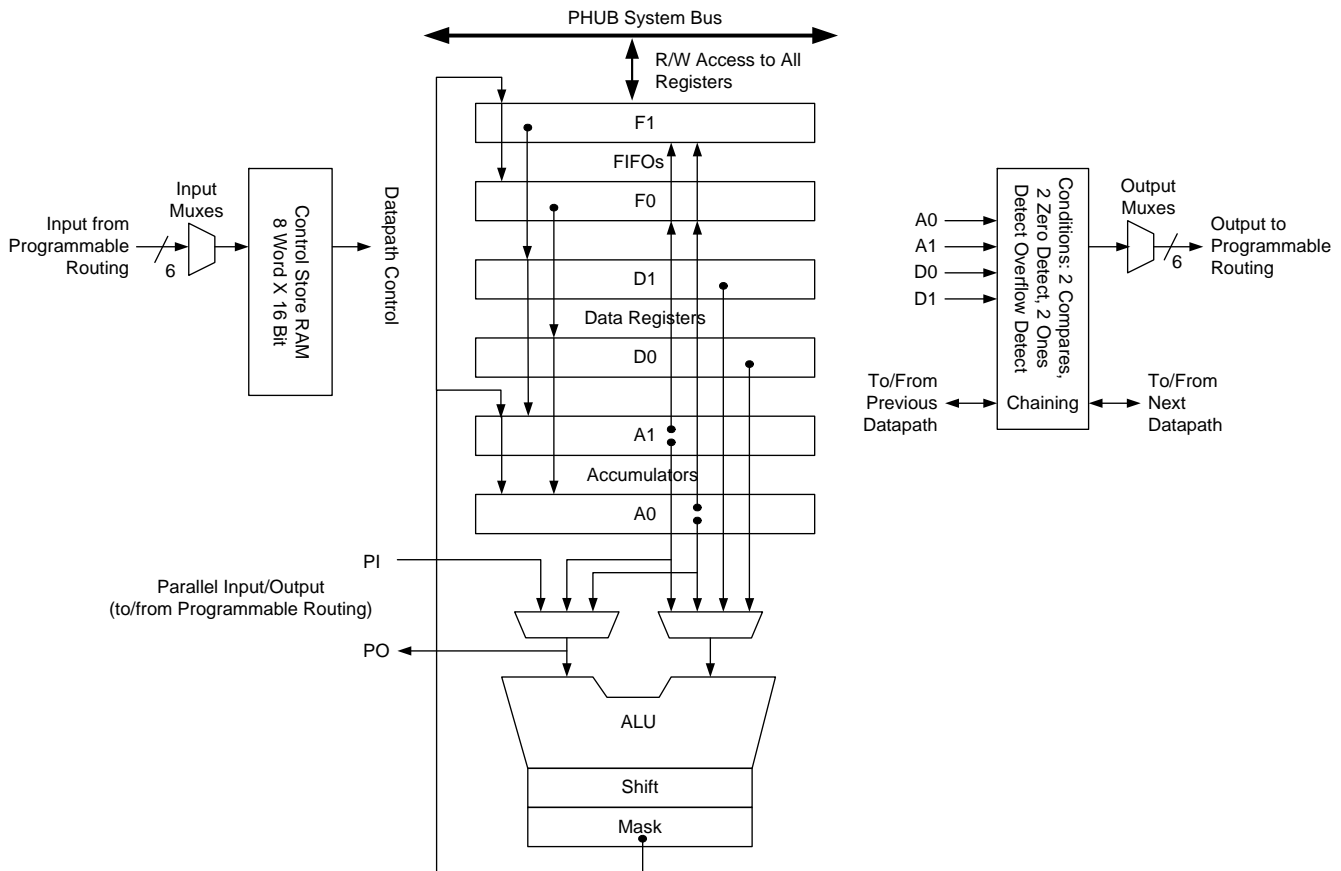 PHUB System Bus
R/W Access to All
Registers
F1
FIFOs
F0
D1
Data Registers
D0
A1
Accumulators
A0
Input from
Programmable
Routing
6
Input
Muxes
Control Store RAM
8 Word X 16 Bit
Datapath Control
A0
A1
D0
D1
Conditions: 2 Compares,
2 Zero Detect, 2 Ones
Detect Overflow Detect
Output
Muxes
6
Output to
Programmable
Routing
To/From
Previous
Datapath
Chaining
To/From
Next
Datapath
PI
Parallel Input/Output
(to/from Programmable Routing)
PO
ALU
Shift
Mask